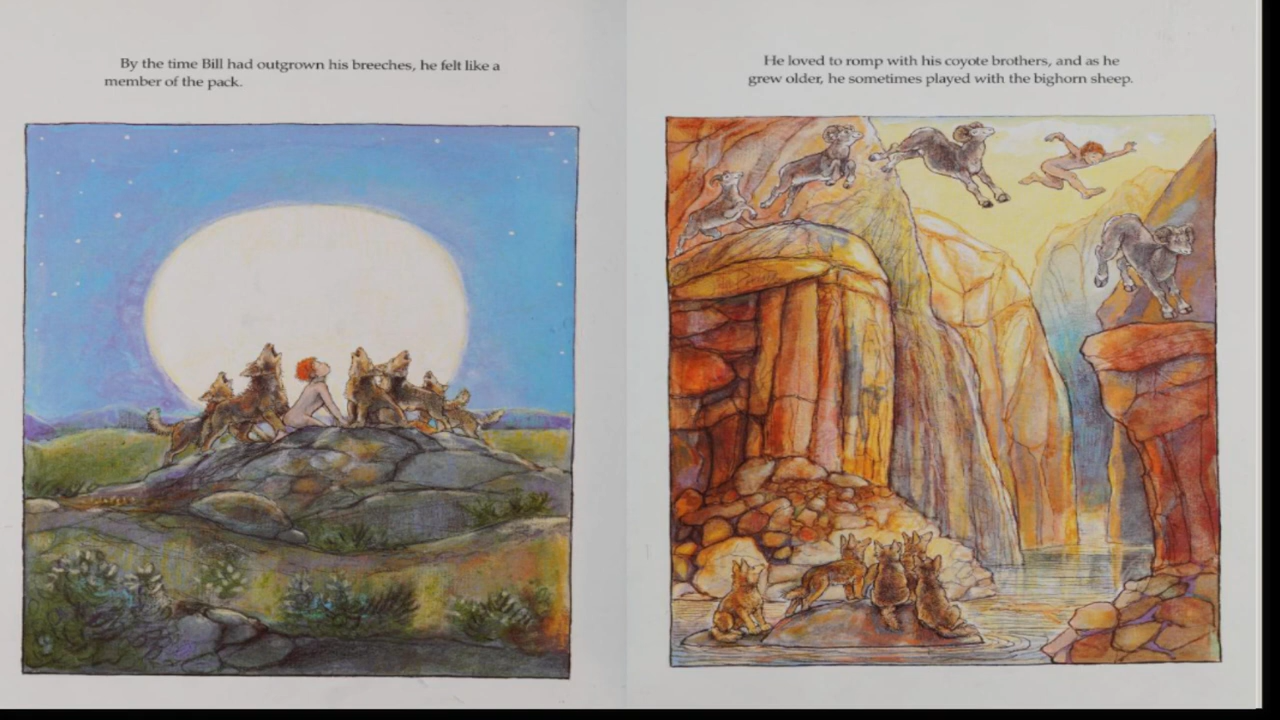 By the time Bill had outgrown his breeches, he felt like a
member of the pack.
He loved to romp with his coyote brothers, and as he
grew older, he sometimes played with the bighorn sheep.